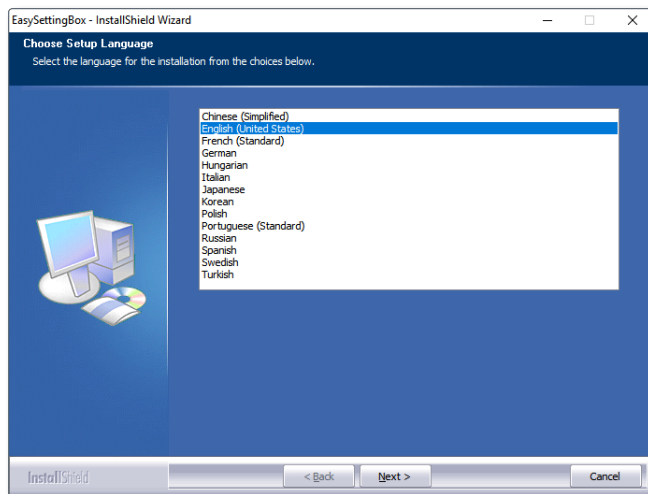 EasySettingBox - InstallShield Wizard
Choose Setup Language
Select the language for the installation from the choices below.
Chinese (Simplified)
English (United States)
French (Standard)
German
Hungarian
Italian
Japanese
Korean
Polish
Portuguese (Standard)
Russian
Spanish
Swedish
Turkish
InstallShield
< Back
Next >
Cancel